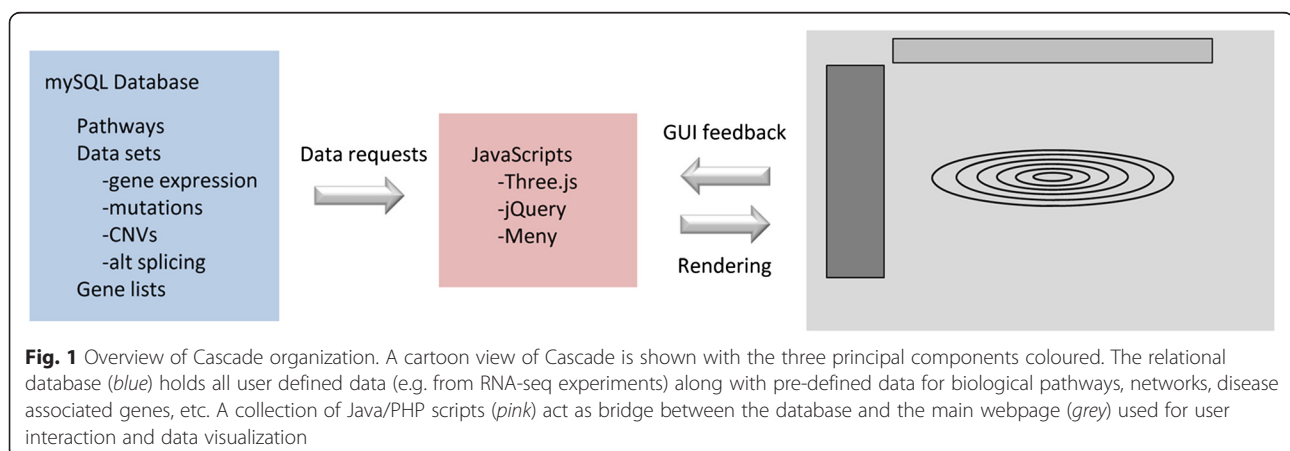 mySQL Database
Pathways
Data sets
-gene expression
-mutations
-CNVs
-alt splicing
Gene lists
Data requests
JavaScripts
-Three.js
-jQuery
-Meny
GUI feedback
Rendering
Fig. 1 Overview of Cascade organization. A cartoon view of Cascade is shown with the three principal components coloured. The relational
database (blue) holds all user defined data (e.g. from RNA-seq experiments) along with pre-defined data for biological pathways, networks, disease
associated genes, etc. A collection of Java/PHP scripts (pink) act as bridge between the database and the main webpage (grey) used for user
interaction and data visualization